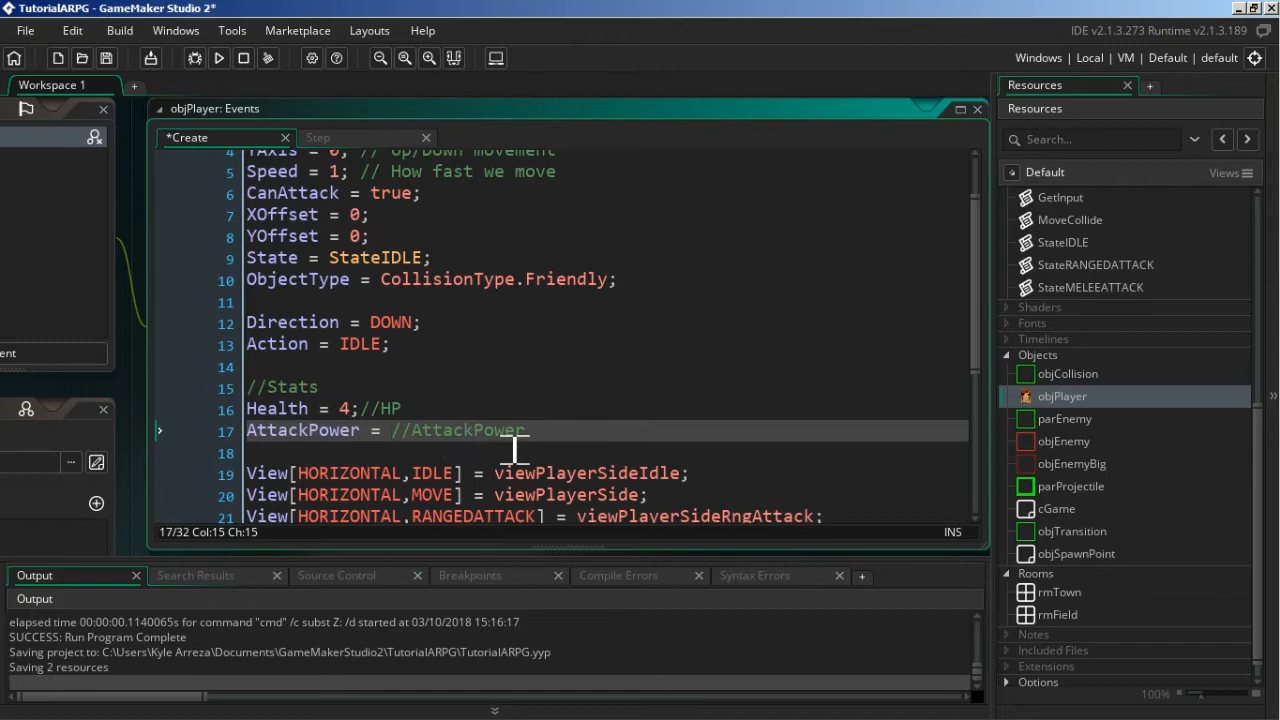 TutorialARPG - GameMaker Studio 2*
File Edit Build Windows Tools Marketplace Layouts Help
IDE v2.1.3.273 Runtime v2.1.3.189
Windows | Local | VM | Default | default
Workspace 1
objPlayer: Events
*Create
Step
4 YAxis = 0; // Up/Down movement
5 Speed = 1; // How fast we move
6 CanAttack = true;
7 XOffset = 0;
8 YOffset = 0;
9 State = StateIDLE;
10 ObjectType = CollisionType.Friendly;
11
12 Direction = DOWN;
13 Action = IDLE;
14
15 //Stats
16 Health = 4;//HP
17 AttackPower = //AttackPower
18
19 View[HORIZONTAL,IDLE] = viewPlayerSideIdle;
20 View[HORIZONTAL,MOVE] = viewPlayerSide;
21 View[HORIZONTAL,RANGEDATTACK] = viewPlayerSideRngAttack;
17/32 Col:15 Ch:15
INS
ent
Resources
Resources
Search...
Default
Views
GetInput
MoveCollide
StateIDLE
StateRANGEDATTACK
StateMELEEATTACK
Shaders
Fonts
Timelines
Objects
objCollision
objPlayer
parEnemy
objEnemy
objEnemyBig
parProjectile
cGame
objTransition
objSpawnPoint
Rooms
rmTown
rmField
Notes
Included Files
Extensions
Options
100%
Output
Search Results
Source Control
Breakpoints
Compile Errors
Syntax Errors
Output
elapsed time 00:00:00.1140065s for command "cmd" /c subst Z: /d started at 03/10/2018 15:16:17
SUCCESS: Run Program Complete
Saving project to: C:\Users\Kyle Arreza\Documents\GameMakerStudio2\TutorialARPG\TutorialARPG.yyp
Saving 2 resources